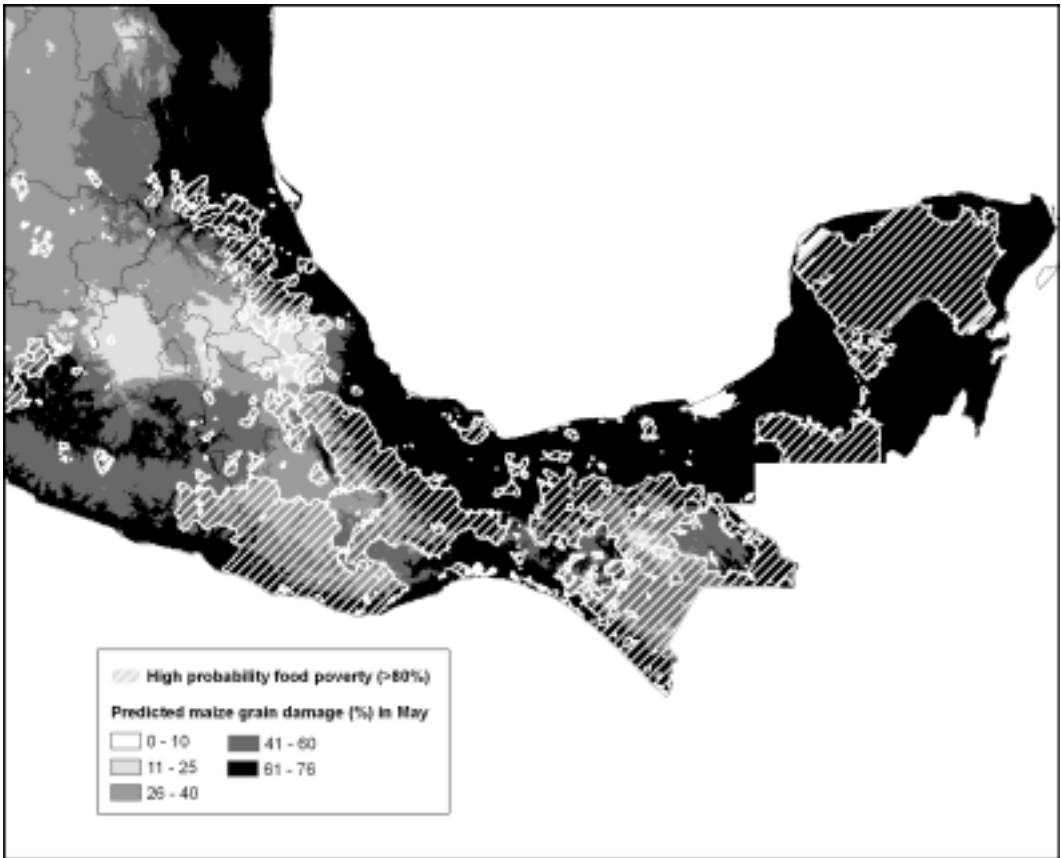 High probability food poverty (>80%)
Predicted maize grain damage (%) in May
0 - 10
41 - 60
11 - 25
61 - 76
26 - 40